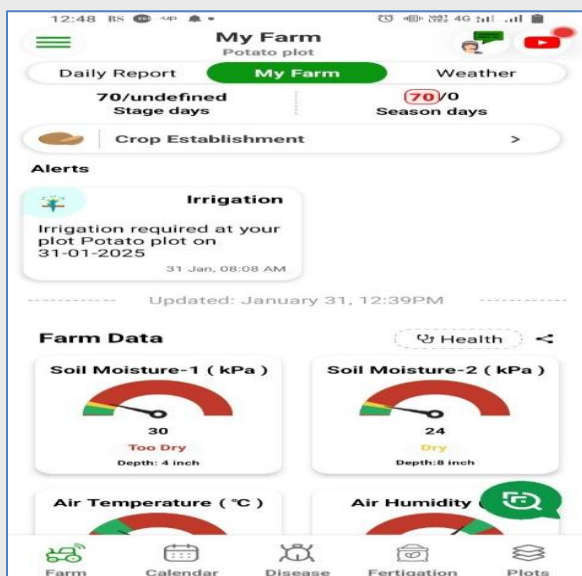 12:48
4G
My Farm
Potato plot
Daily Report
My Farm
Weather
70/undefined
Stage days
70/0
Season days
Crop Establishment
>
Alerts
Irrigation
Irrigation required at your
plot Potato plot on
31-01-2025
31 Jan, 08:08 AM
Updated: January 31, 12:39PM
Farm Data
Health
Soil Moisture-1 ( kPa )
30
Too Dry
Depth: 4 inch
Soil Moisture-2 ( kPa )
24
Dry
Depth:8 inch
Air Temperature ( °C )
Air Humidity
Farm
Calendar
Disease
Fertigation
Plots